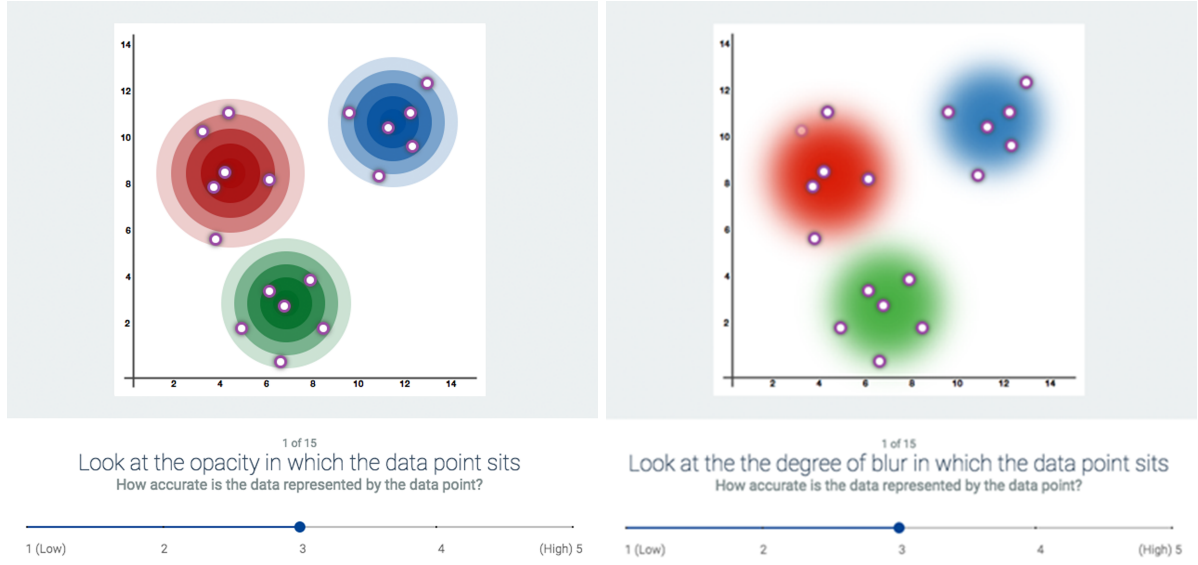 14
12
10
8
6
4
2
2 4 6 8 10 12 14
1 of 15
Look at the opacity in which the data point sits
How accurate is the data represented by the data point?
1 (Low) 2 3 4 (High) 5
14
12
10
8
6
4
2
2 4 6 8 10 12 14
1 of 15
Look at the the degree of blur in which the data point sits
How accurate is the data represented by the data point?
1 (Low) 2 3 4 (High) 5